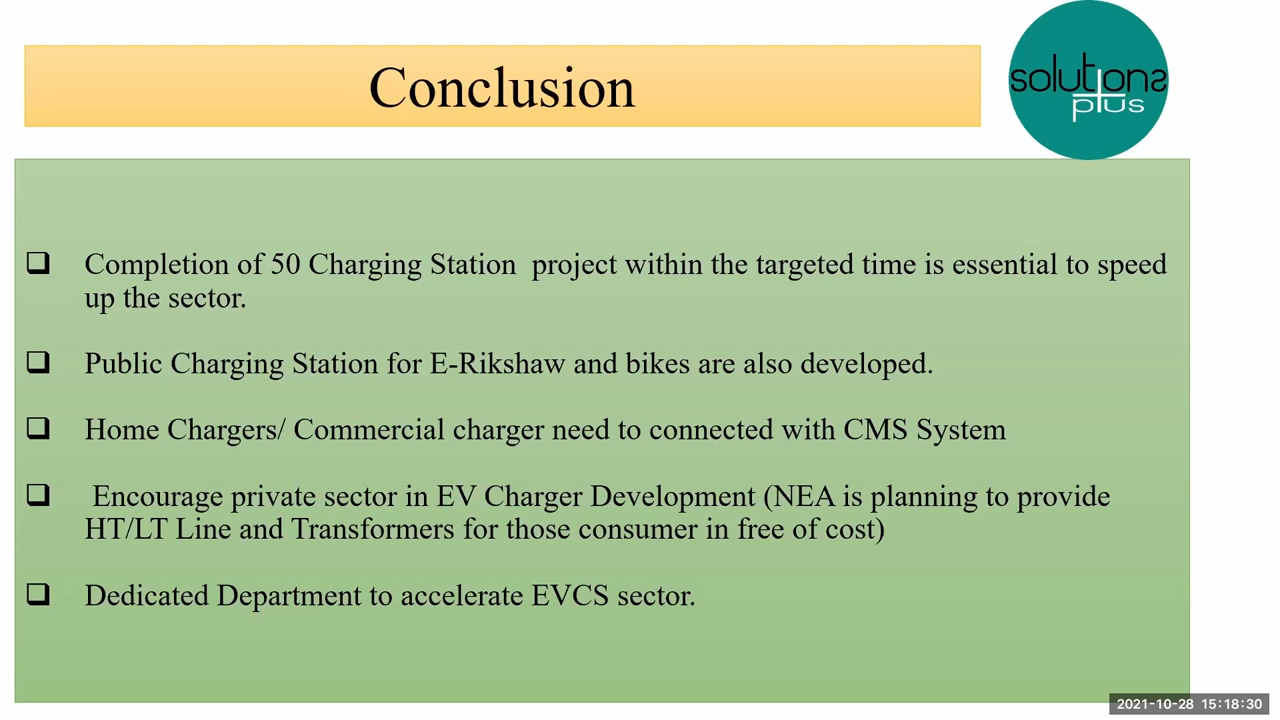 Conclusion
solutions
plus
Completion of 50 Charging Station  project within the targeted time is essential to speed
up the sector.
Public Charging Station for E-Rikshaw and bikes are also developed.
Home Chargers/ Commercial charger need to connected with CMS System
Encourage private sector in EV Charger Development (NEA is planning to provide
HT/LT Line and Transformers for those consumer in free of cost)
Dedicated Department to accelerate EVCS sector.
2021-10-28  15:18:30